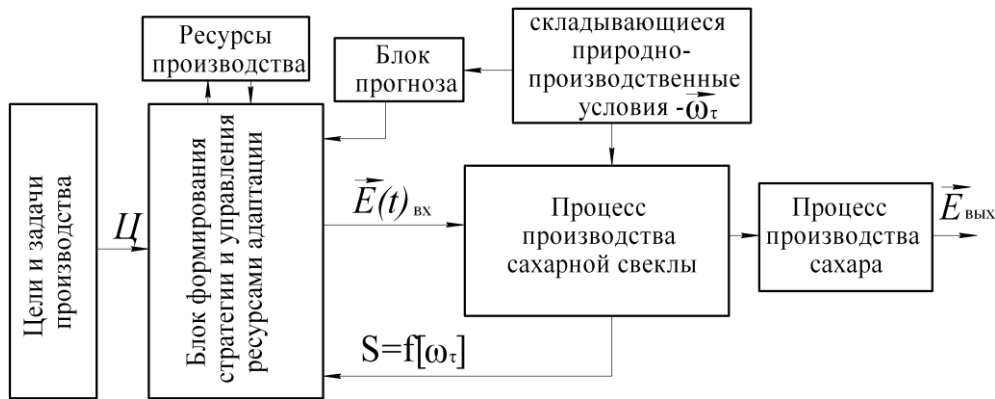 Ресурсы
производства
Блок
прогноза
складывающиеся
природно-
производственные
условия -ω⃗τ
Цели и задачи
производства
Ц
Блок формирования
стратегии и управления
ресурсами адаптации
E⃗(t) вх
Процесс
производства
сахарной свеклы
Процесс
производства
сахара
E⃗ вых
S=f[ωτ]